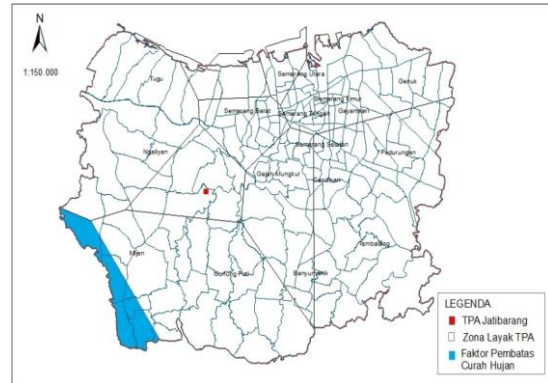 N
1:150.000
Tugu
Semarang Utara
Genuk
Semarang Timur
Semarang Barat
Semarang Tengah
Gayamsari
Semarang Selatan
Ngaliyan
Pedurungan
Gajah Mungkur
Candisari
Mijen
Gunung Pati
Banyumanik
Tembalang
LEGENDA
TPA Jatibarang
Zona Layak TPA
Faktor Pembatas
Curah Hujan